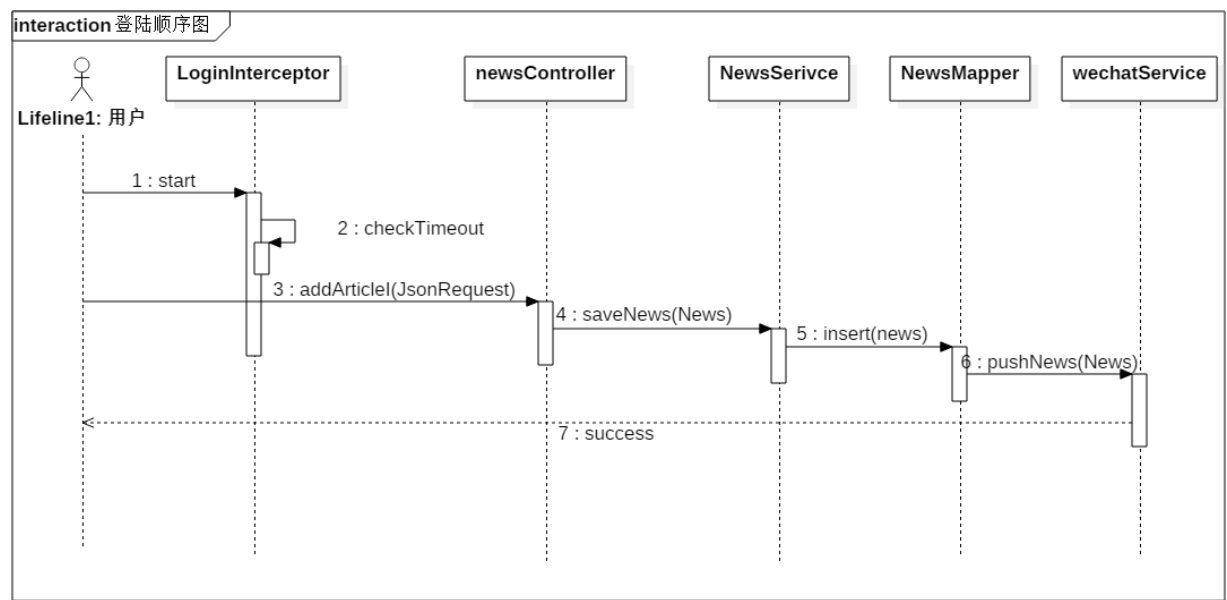 interaction 登陆顺序图
LoginInterceptor
newsController
NewsSerivce
NewsMapper
wechatService
Lifeline1: 用户
1 : start
2 : checkTimeout
3 : addArticleI(JsonRequest)
4 : saveNews(News)
5 : insert(news)
6 : pushNews(News)
7 : success